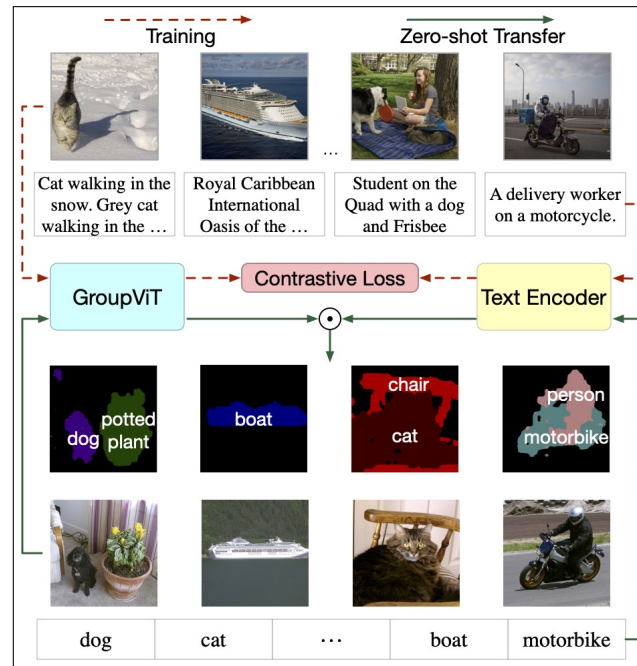 Training
Zero-shot Transfer
...
Cat walking in the
snow. Grey cat
walking in the ...
Royal Caribbean
International
Oasis of the ...
Student on the
Quad with a dog
and Frisbee
A delivery worker
on a motorcycle.
GroupViT
Contrastive Loss
Text Encoder
dog
potted
plant
boat
chair
cat
person
motorbike
dog
cat
...
boat
motorbike